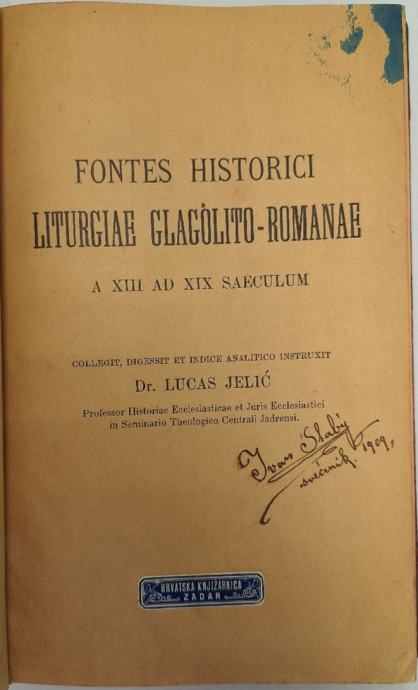 FONTES HISTORICI
LITURGIAE GLAGOLITO-ROMANAE
A XIII AD XIX SAECULUM
COLLEGIT, DIGESSIT ET INDICE ANALITICO INSTRUXIT
Dr. LUCAS JELIĆ
Professor Historiae Ecclesiasticae et Juris Ecclesiastici
in Seminario Theologico Centrali Jadrensi.
Ivan Slabý
svećenik. 1909,
HRVATSKA KNJIŽARNICA
ZADAR